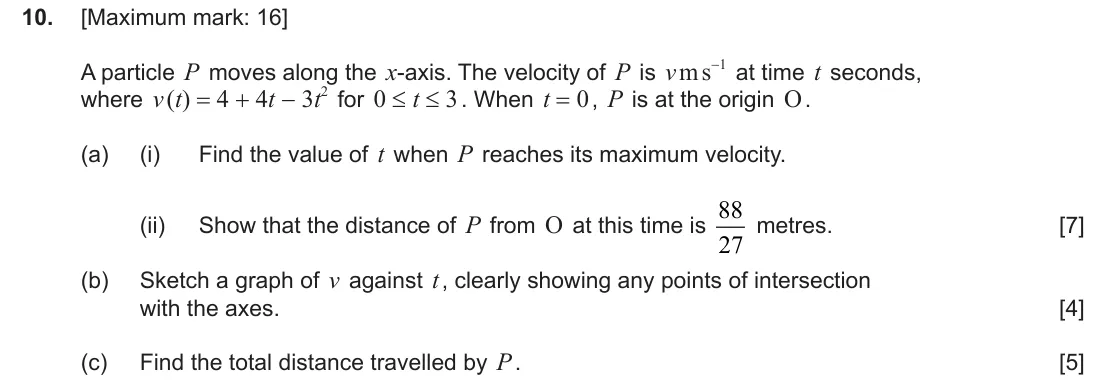 10. [Maximum mark: 16]
A particle P moves along the x-axis. The velocity of P is v m s⁻¹ at time t seconds,
where v(t) = 4 + 4t − 3t² for 0 ≤ t ≤ 3. When t = 0, P is at the origin O.
(a) (i) Find the value of t when P reaches its maximum velocity.
(ii) Show that the distance of P from O at this time is 88/27 metres. [7]
(b) Sketch a graph of v against t, clearly showing any points of intersection
with the axes. [4]
(c) Find the total distance travelled by P. [5]